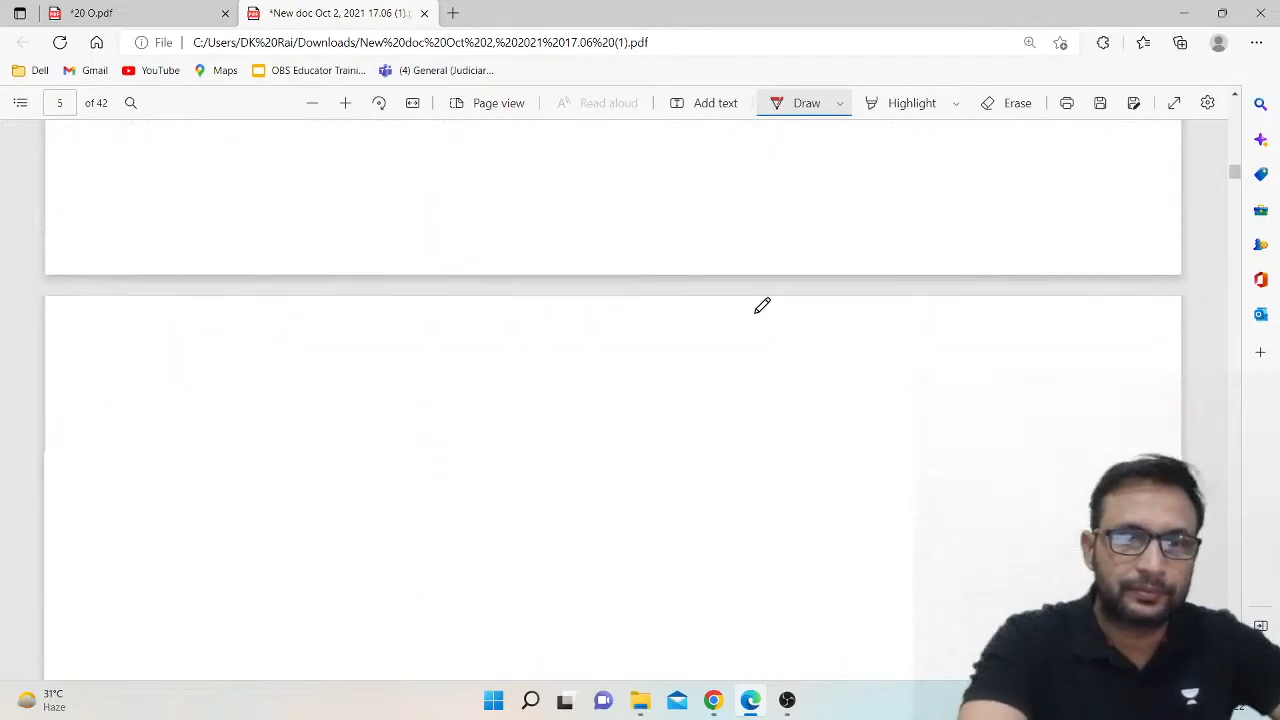 *20 O.pdf
*New doc Oct 2, 2021 17.06 (1).p
File
C:/Users/DK%20Rai/Downloads/New%20doc%20Oct%202,%202021%2017.06%20(1).pdf
Dell
Gmail
YouTube
Maps
OBS Educator Traini...
(4) General (Judiciar...
5
of 42
Page view
Read aloud
Add text
Draw
Highlight
Erase
31°C
Haze